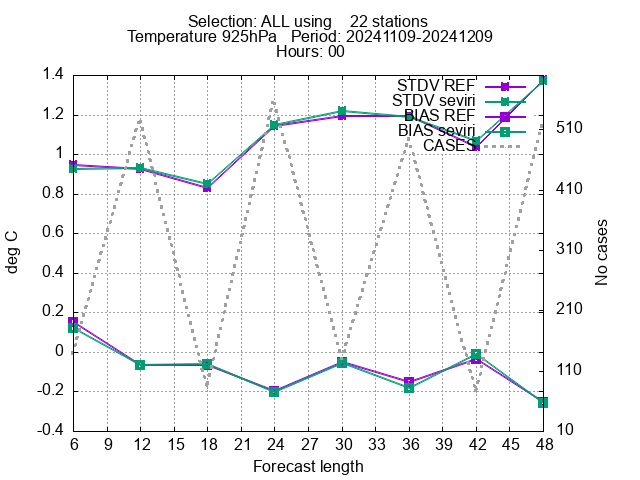 Selection: ALL using    22 stations
Temperature 925hPa   Period: 20241109-20241209
Hours: 00
1.4
1.2
1
0.8
0.6
0.4
0.2
0
-0.2
-0.4
deg C
STDV REF
STDV seviri
BIAS REF
BIAS seviri
CASES
510
410
310
210
110
10
No cases
6 9 12 15 18 21 24 27 30 33 36 39 42 45 48
Forecast length